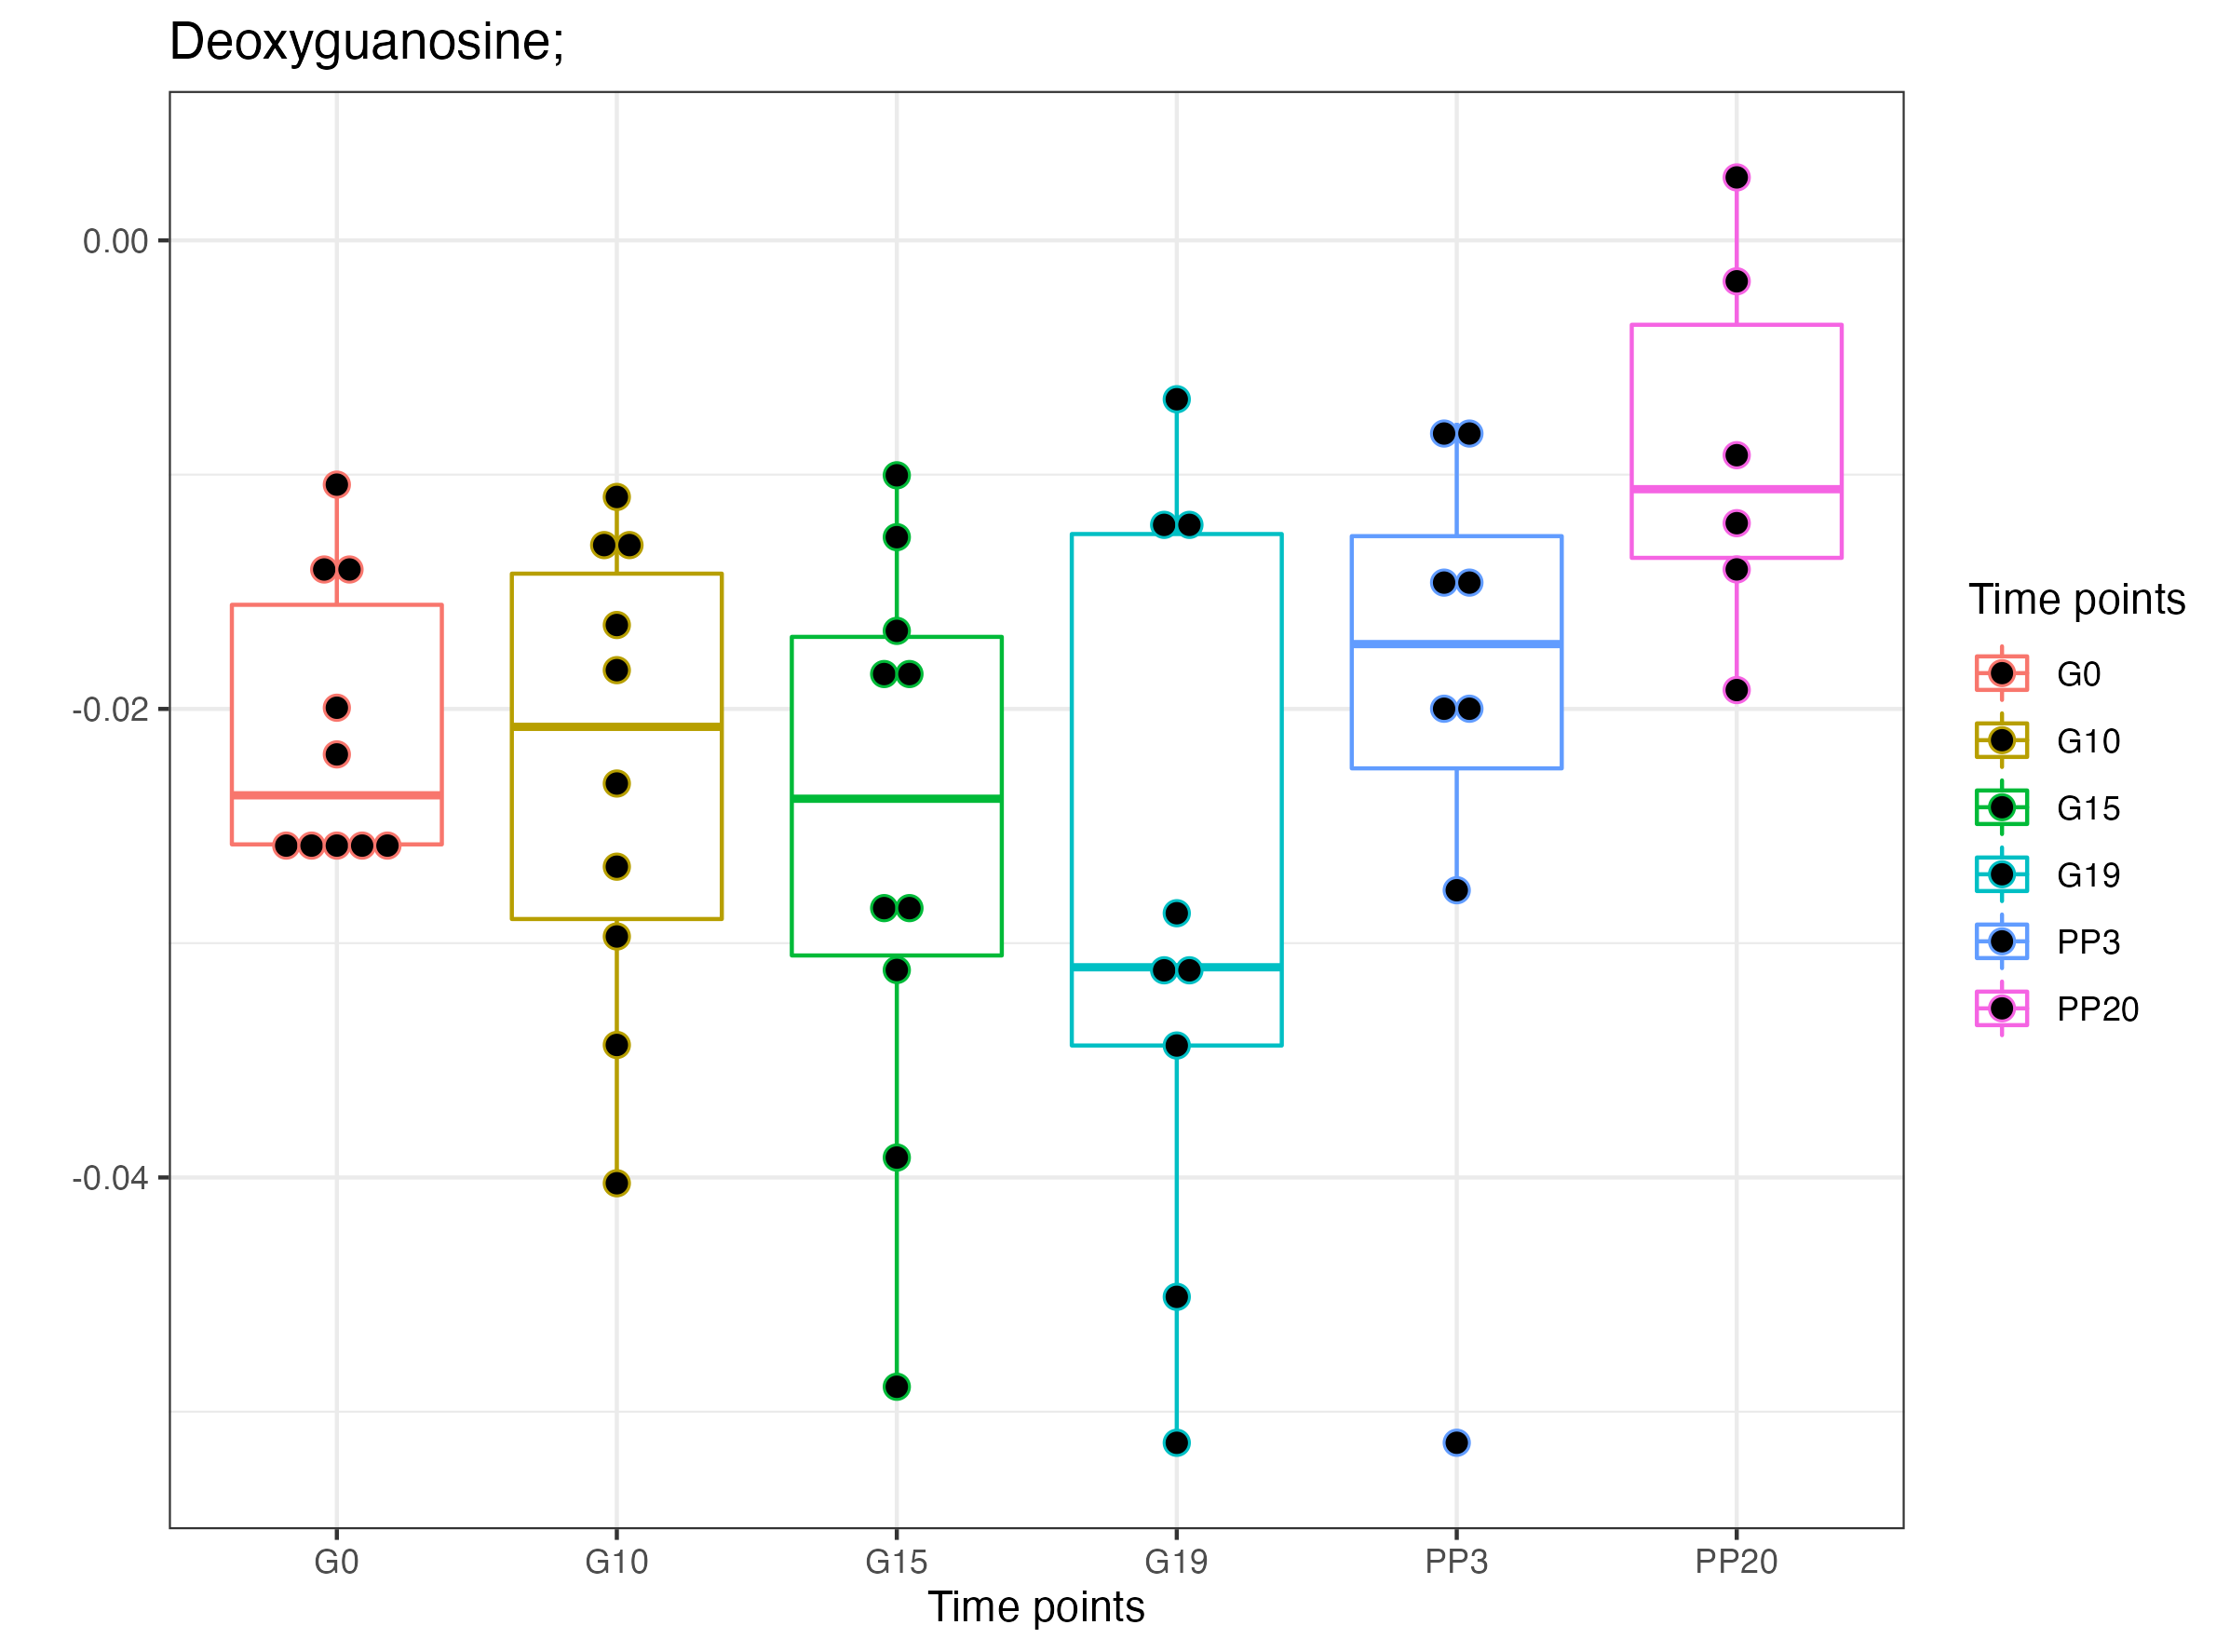 Deoxyguanosine;
0.00
-0.02
-0.04
G0 G10 G15 G19 PP3 PP20
Time points
Time points
G0
G10
G15
G19
PP3
PP20